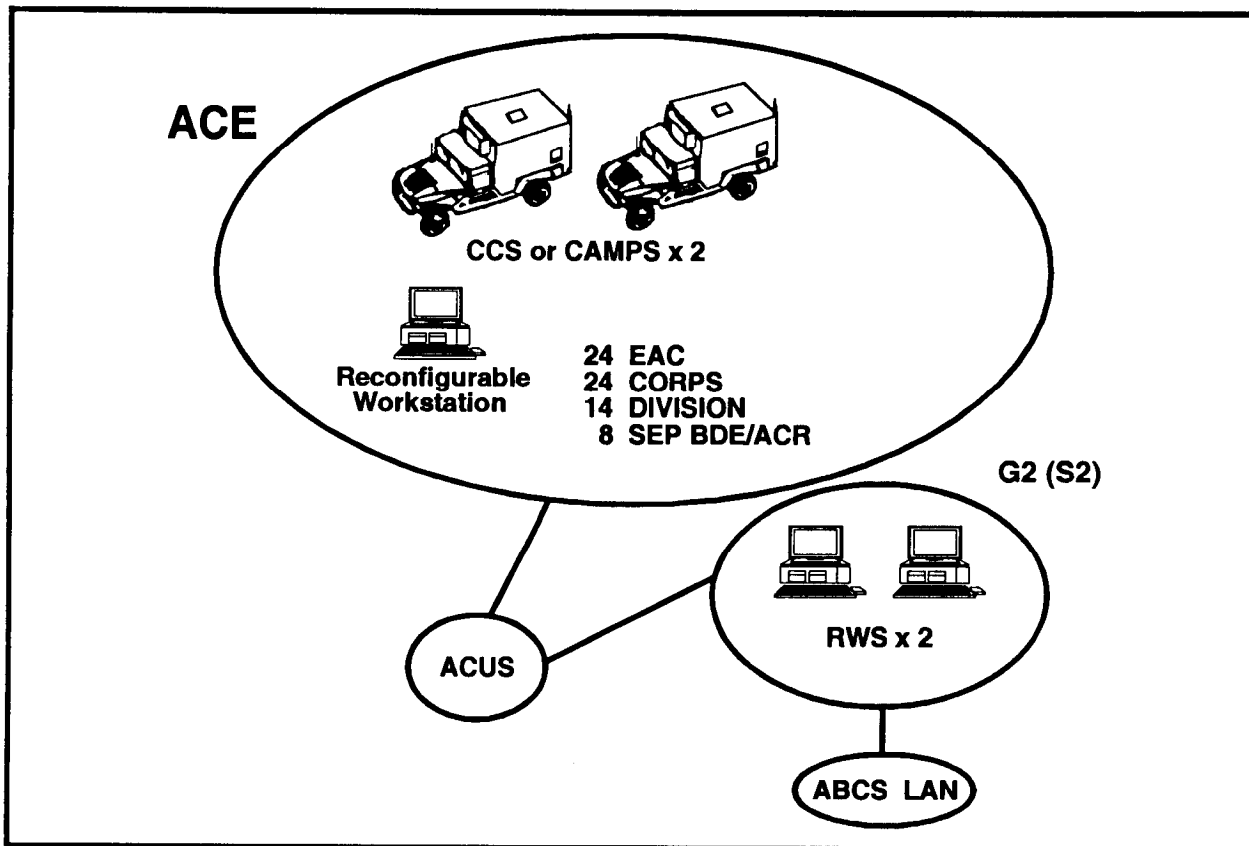 ACE
CCS or CAMPS x 2
Reconfigurable
Workstation
24 EAC
24 CORPS
14 DIVISION
8 SEP BDE/ACR
G2 (S2)
RWS x 2
ACUS
ABCS LAN